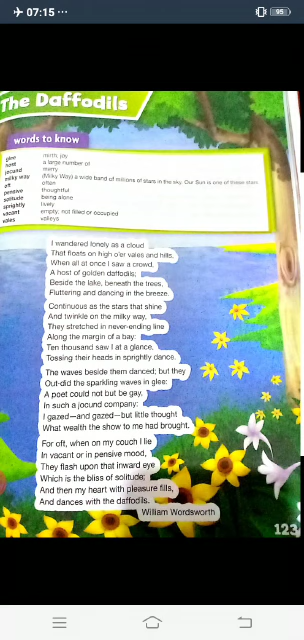 07:15 ...
95
The Daffodils
words to know
glee mirth; joy
host a large number of
jocund merry
milky way (Milky Way) a wide band of millions of stars in the sky. Our Sun is one of these stars
oft often
pensive thoughtful
solitude being alone
sprightly lively
vacant empty; not filled or occupied
vales valleys
I wandered lonely as a cloud
That floats on high o'er vales and hills,
When all at once I saw a crowd,
A host of golden daffodils;
Beside the lake, beneath the trees,
Fluttering and dancing in the breeze.
Continuous as the stars that shine
And twinkle on the milky way,
They stretched in never-ending line
Along the margin of a bay:
Ten thousand saw I at a glance,
Tossing their heads in sprightly dance.
The waves beside them danced; but they
Out-did the sparkling waves in glee:
A poet could not but be gay,
In such a jocund company:
I gazed—and gazed—but little thought
What wealth the show to me had brought.
For oft, when on my couch I lie
In vacant or in pensive mood,
They flash upon that inward eye
Which is the bliss of solitude;
And then my heart with pleasure fills,
And dances with the daffodils.
William Wordsworth
123